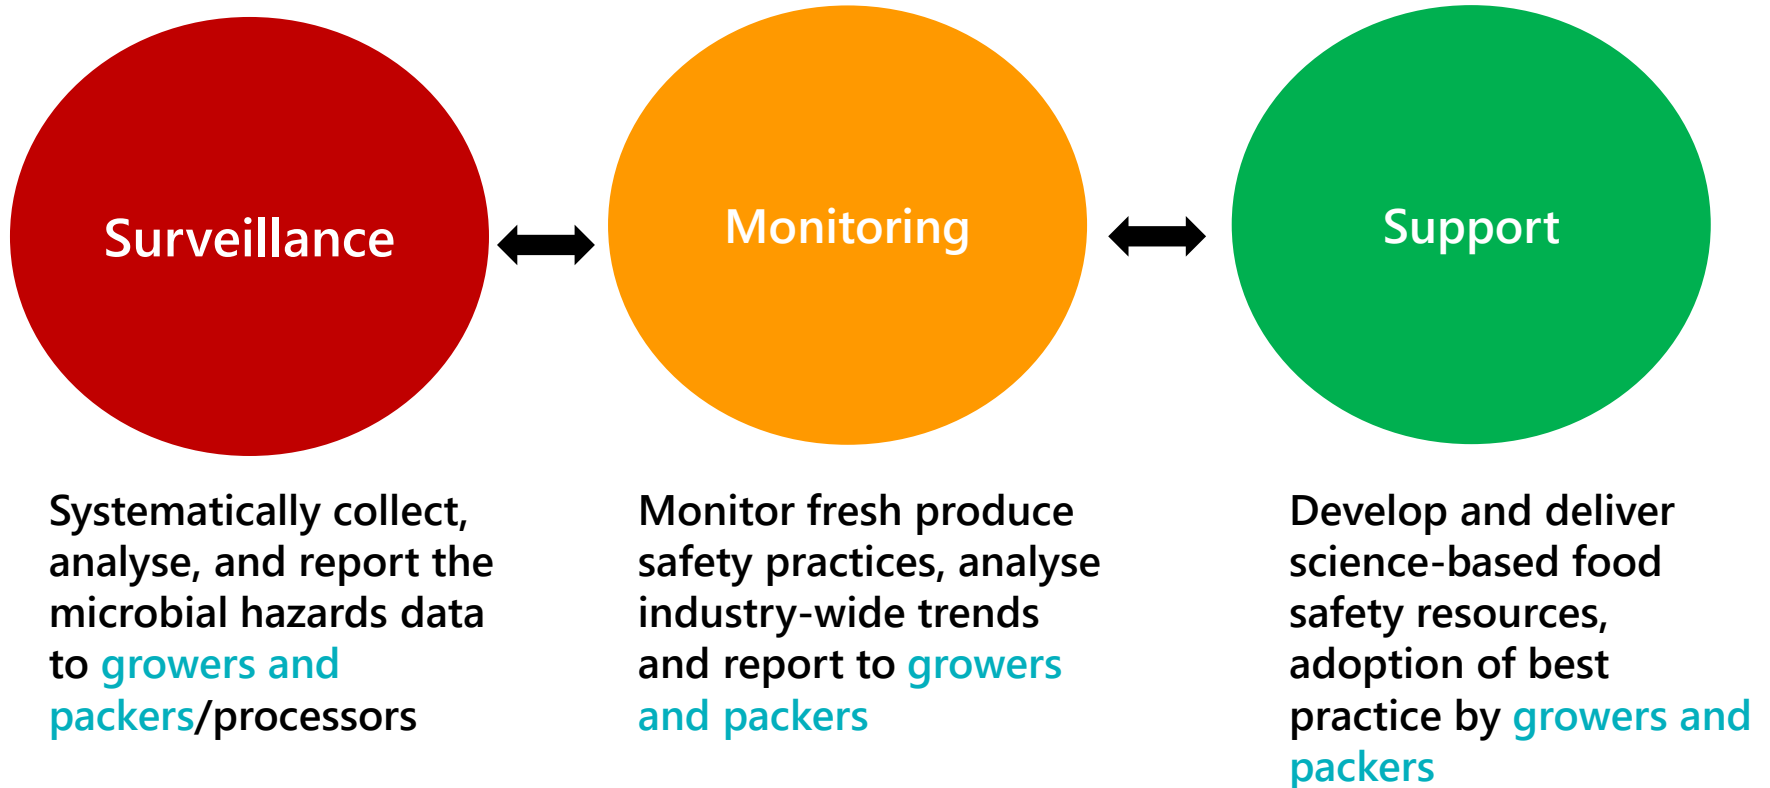 Surveillance
Monitoring
Support
Systematically collect,
analyse, and report the
microbial hazards data
to growers and
packers/processors
Monitor fresh produce
safety practices, analyse
industry-wide trends
and report to growers
and packers
Develop and deliver
science-based food
safety resources,
adoption of best
practice by growers and
packers